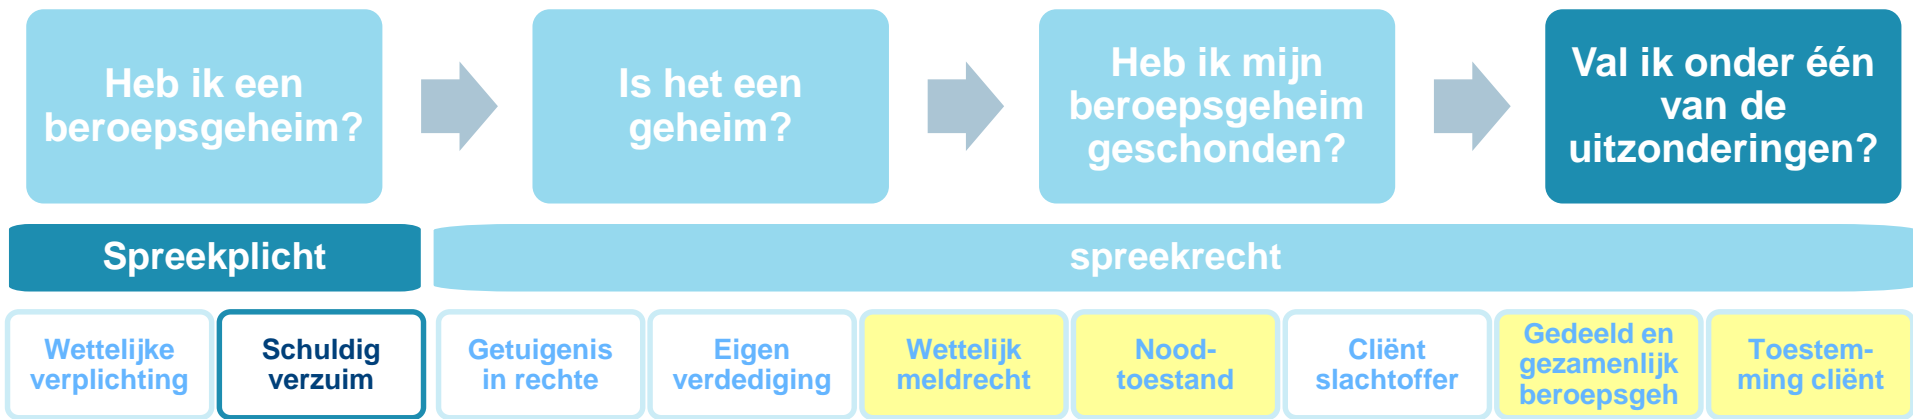 Heb ik een
beroepsgeheim?
Is het een
geheim?
Heb ik mijn
beroepsgeheim
geschonden?
Val ik onder één
van de
uitzonderingen?
Spreekplicht
spreekrecht
Wettelijke
verplichting
Schuldig
verzuim
Getuigenis
in rechte
Eigen
verdediging
Wettelijk
meldrecht
Nood-
toestand
Cliënt
slachtoffer
Gedeeld en
gezamenlijk
beroepsgeh
Toestem-
ming cliënt